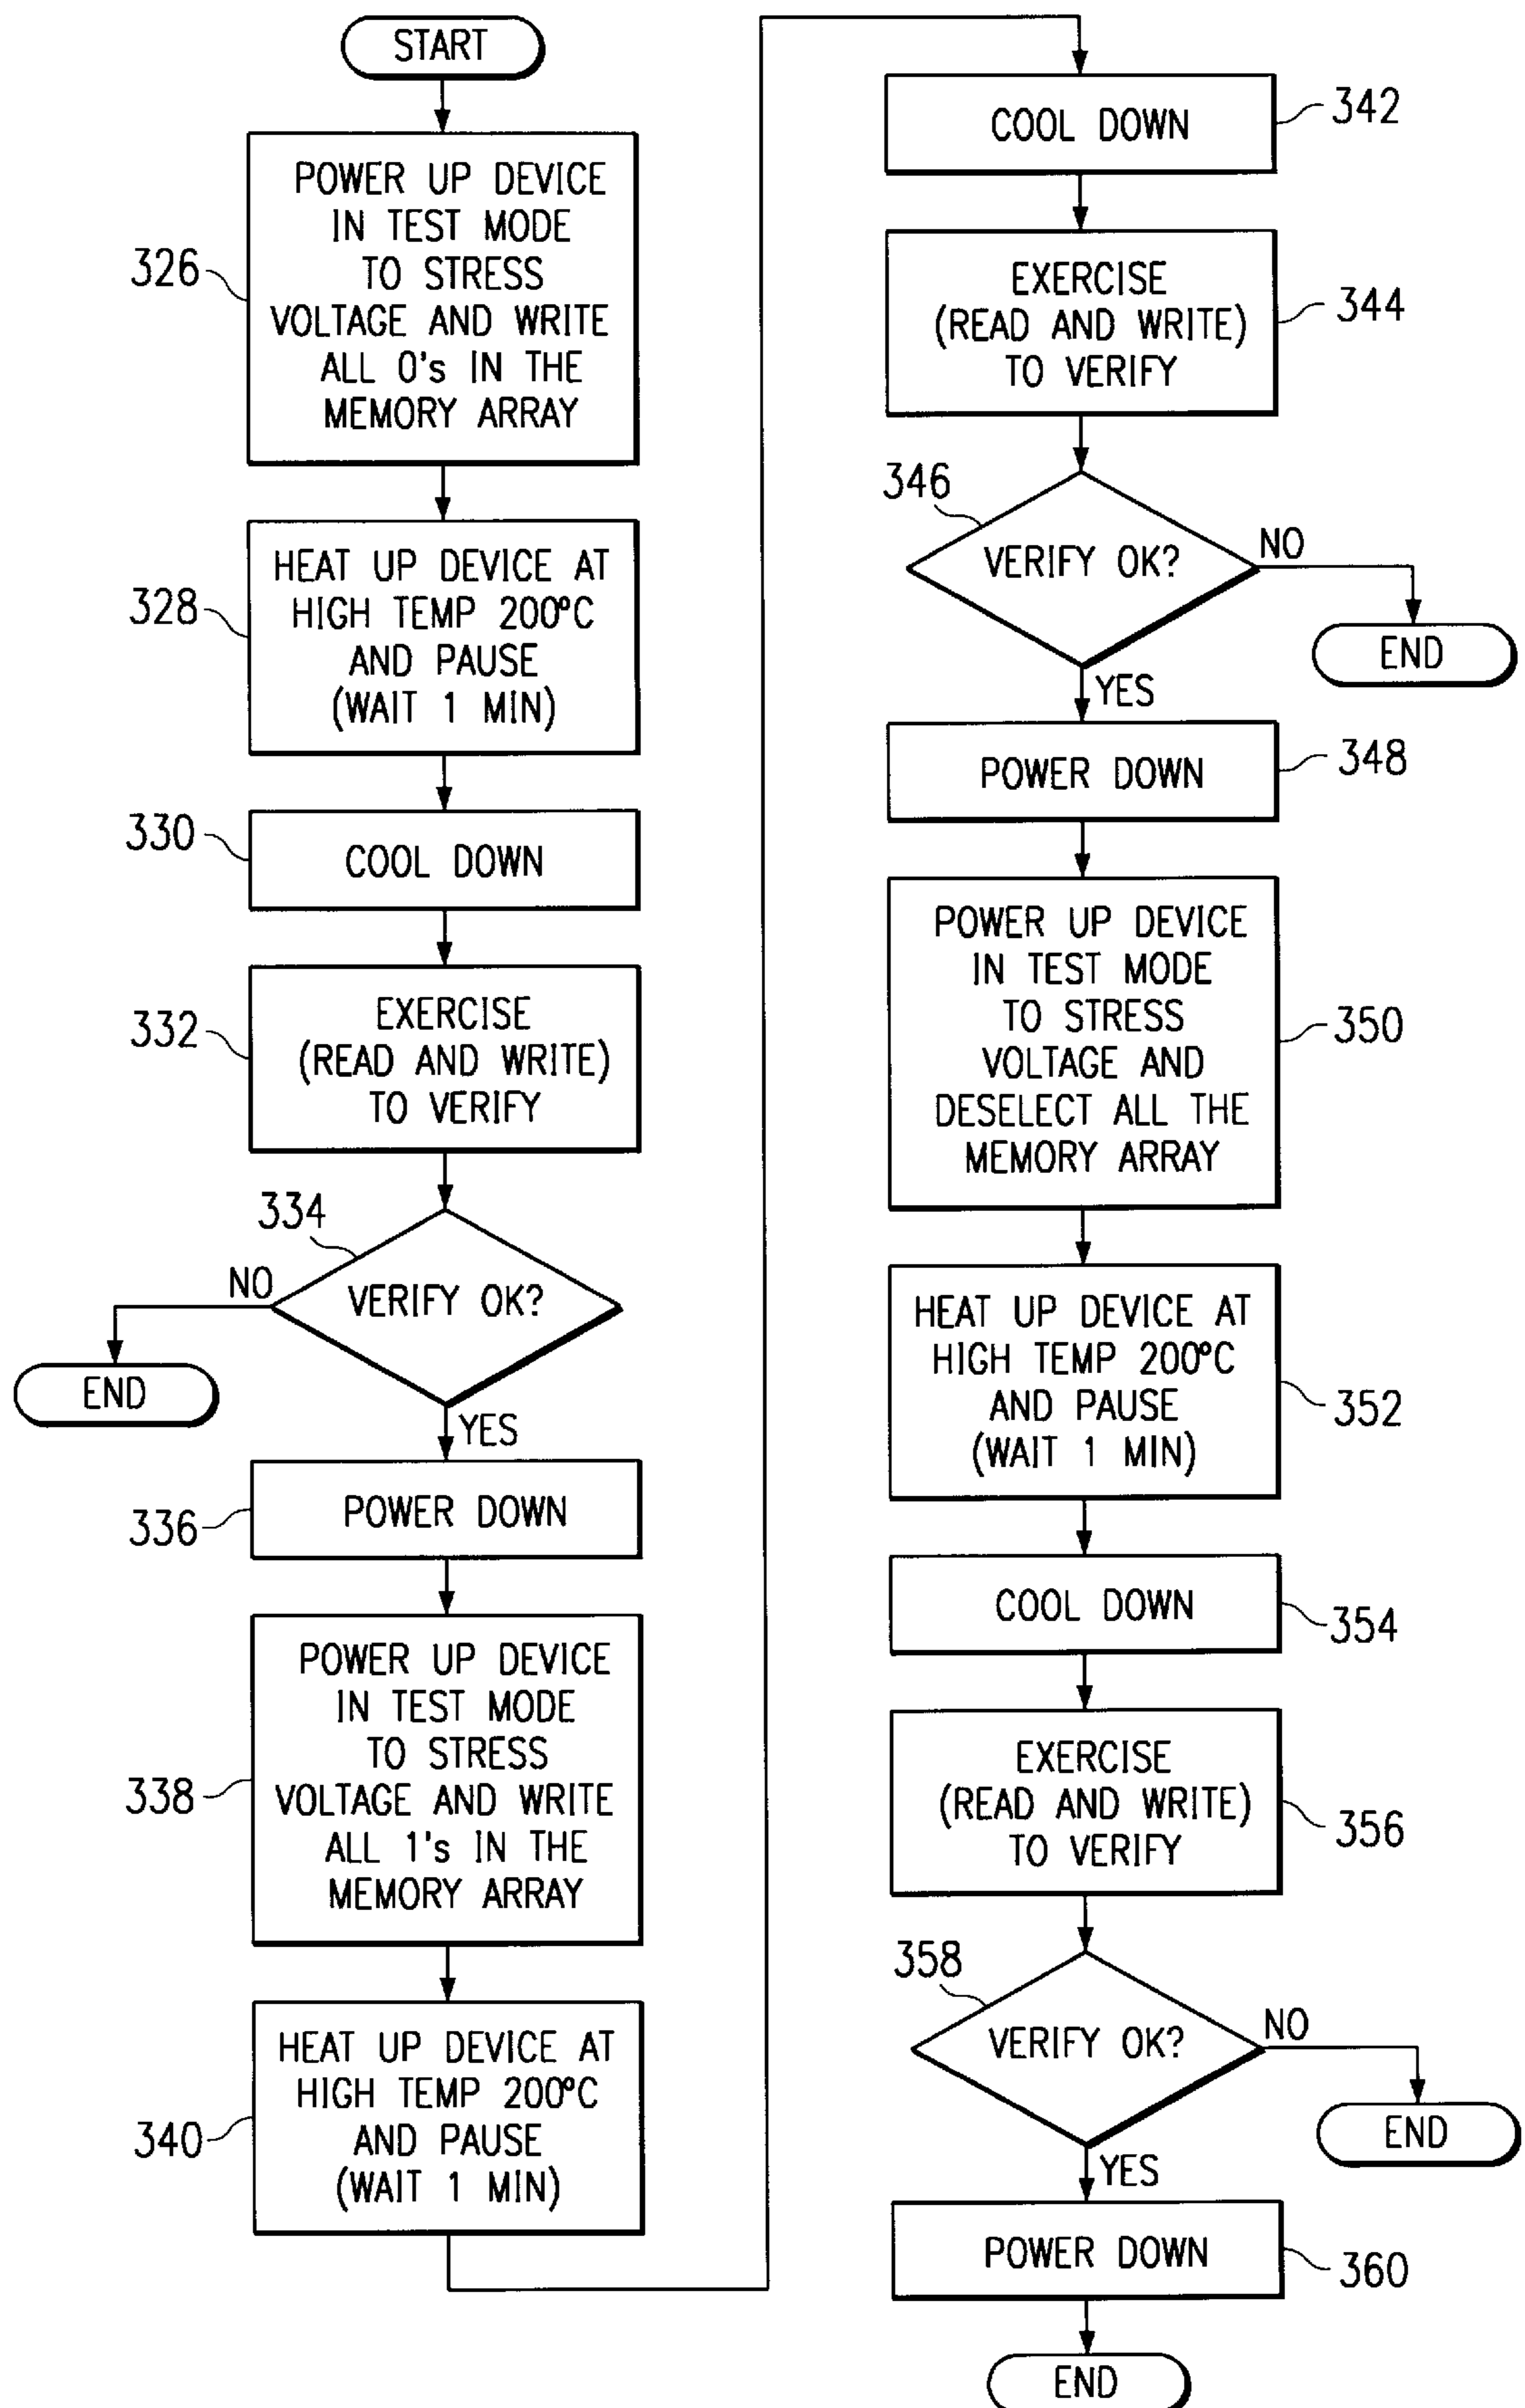 START
326
POWER UP DEVICE
IN TEST MODE
TO STRESS
VOLTAGE AND WRITE
ALL 0's IN THE
MEMORY ARRAY
328
HEAT UP DEVICE AT
HIGH TEMP 200°C
AND PAUSE
(WAIT 1 MIN)
330
COOL DOWN
332
EXERCISE
(READ AND WRITE)
TO VERIFY
334
VERIFY OK?
NO
END
YES
336
POWER DOWN
338
POWER UP DEVICE
IN TEST MODE
TO STRESS
VOLTAGE AND WRITE
ALL 1's IN THE
MEMORY ARRAY
340
HEAT UP DEVICE AT
HIGH TEMP 200°C
AND PAUSE
(WAIT 1 MIN)
COOL DOWN
342
EXERCISE
(READ AND WRITE)
TO VERIFY
344
346
VERIFY OK?
NO
END
YES
POWER DOWN
348
POWER UP DEVICE
IN TEST MODE
TO STRESS
VOLTAGE AND
DESELECT ALL THE
MEMORY ARRAY
350
HEAT UP DEVICE AT
HIGH TEMP 200°C
AND PAUSE
(WAIT 1 MIN)
352
COOL DOWN
354
EXERCISE
(READ AND WRITE)
TO VERIFY
356
358
VERIFY OK?
NO
END
YES
POWER DOWN
360
END